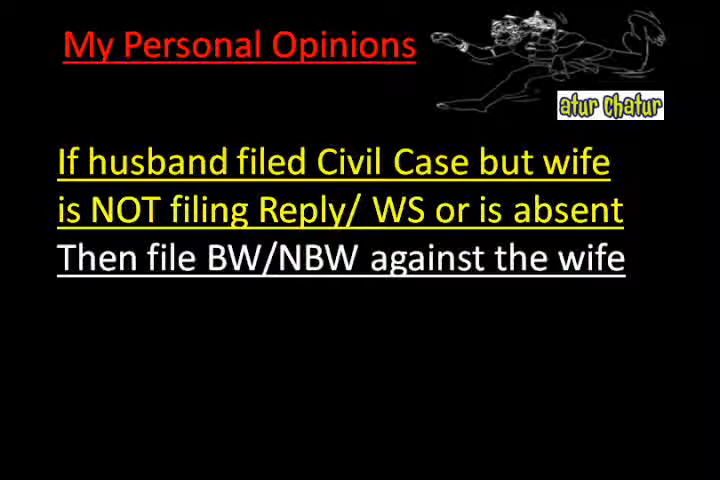 My Personal Opinions
atur chatur
If husband filed Civil Case but wife
is NOT filing Reply/ WS or is absent
Then file BW/NBW against the wife